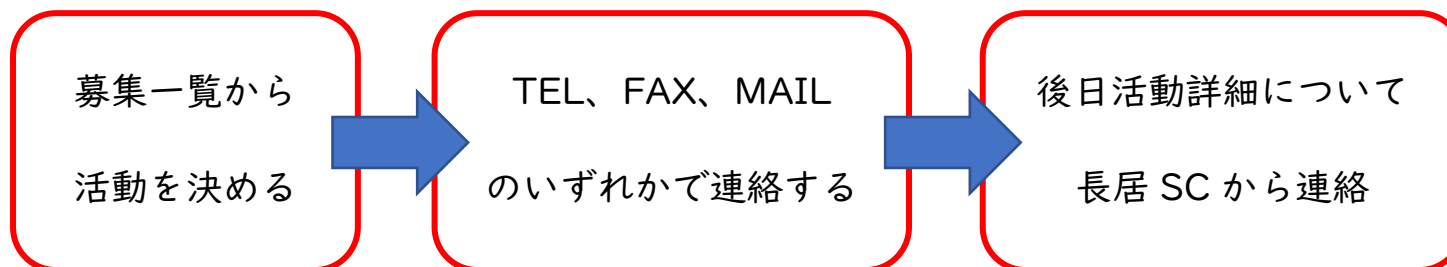 募集一覧から
活動を決める
TEL、FAX、MAIL
のいずれかで連絡する
後日活動詳細について
長居 SC から連絡